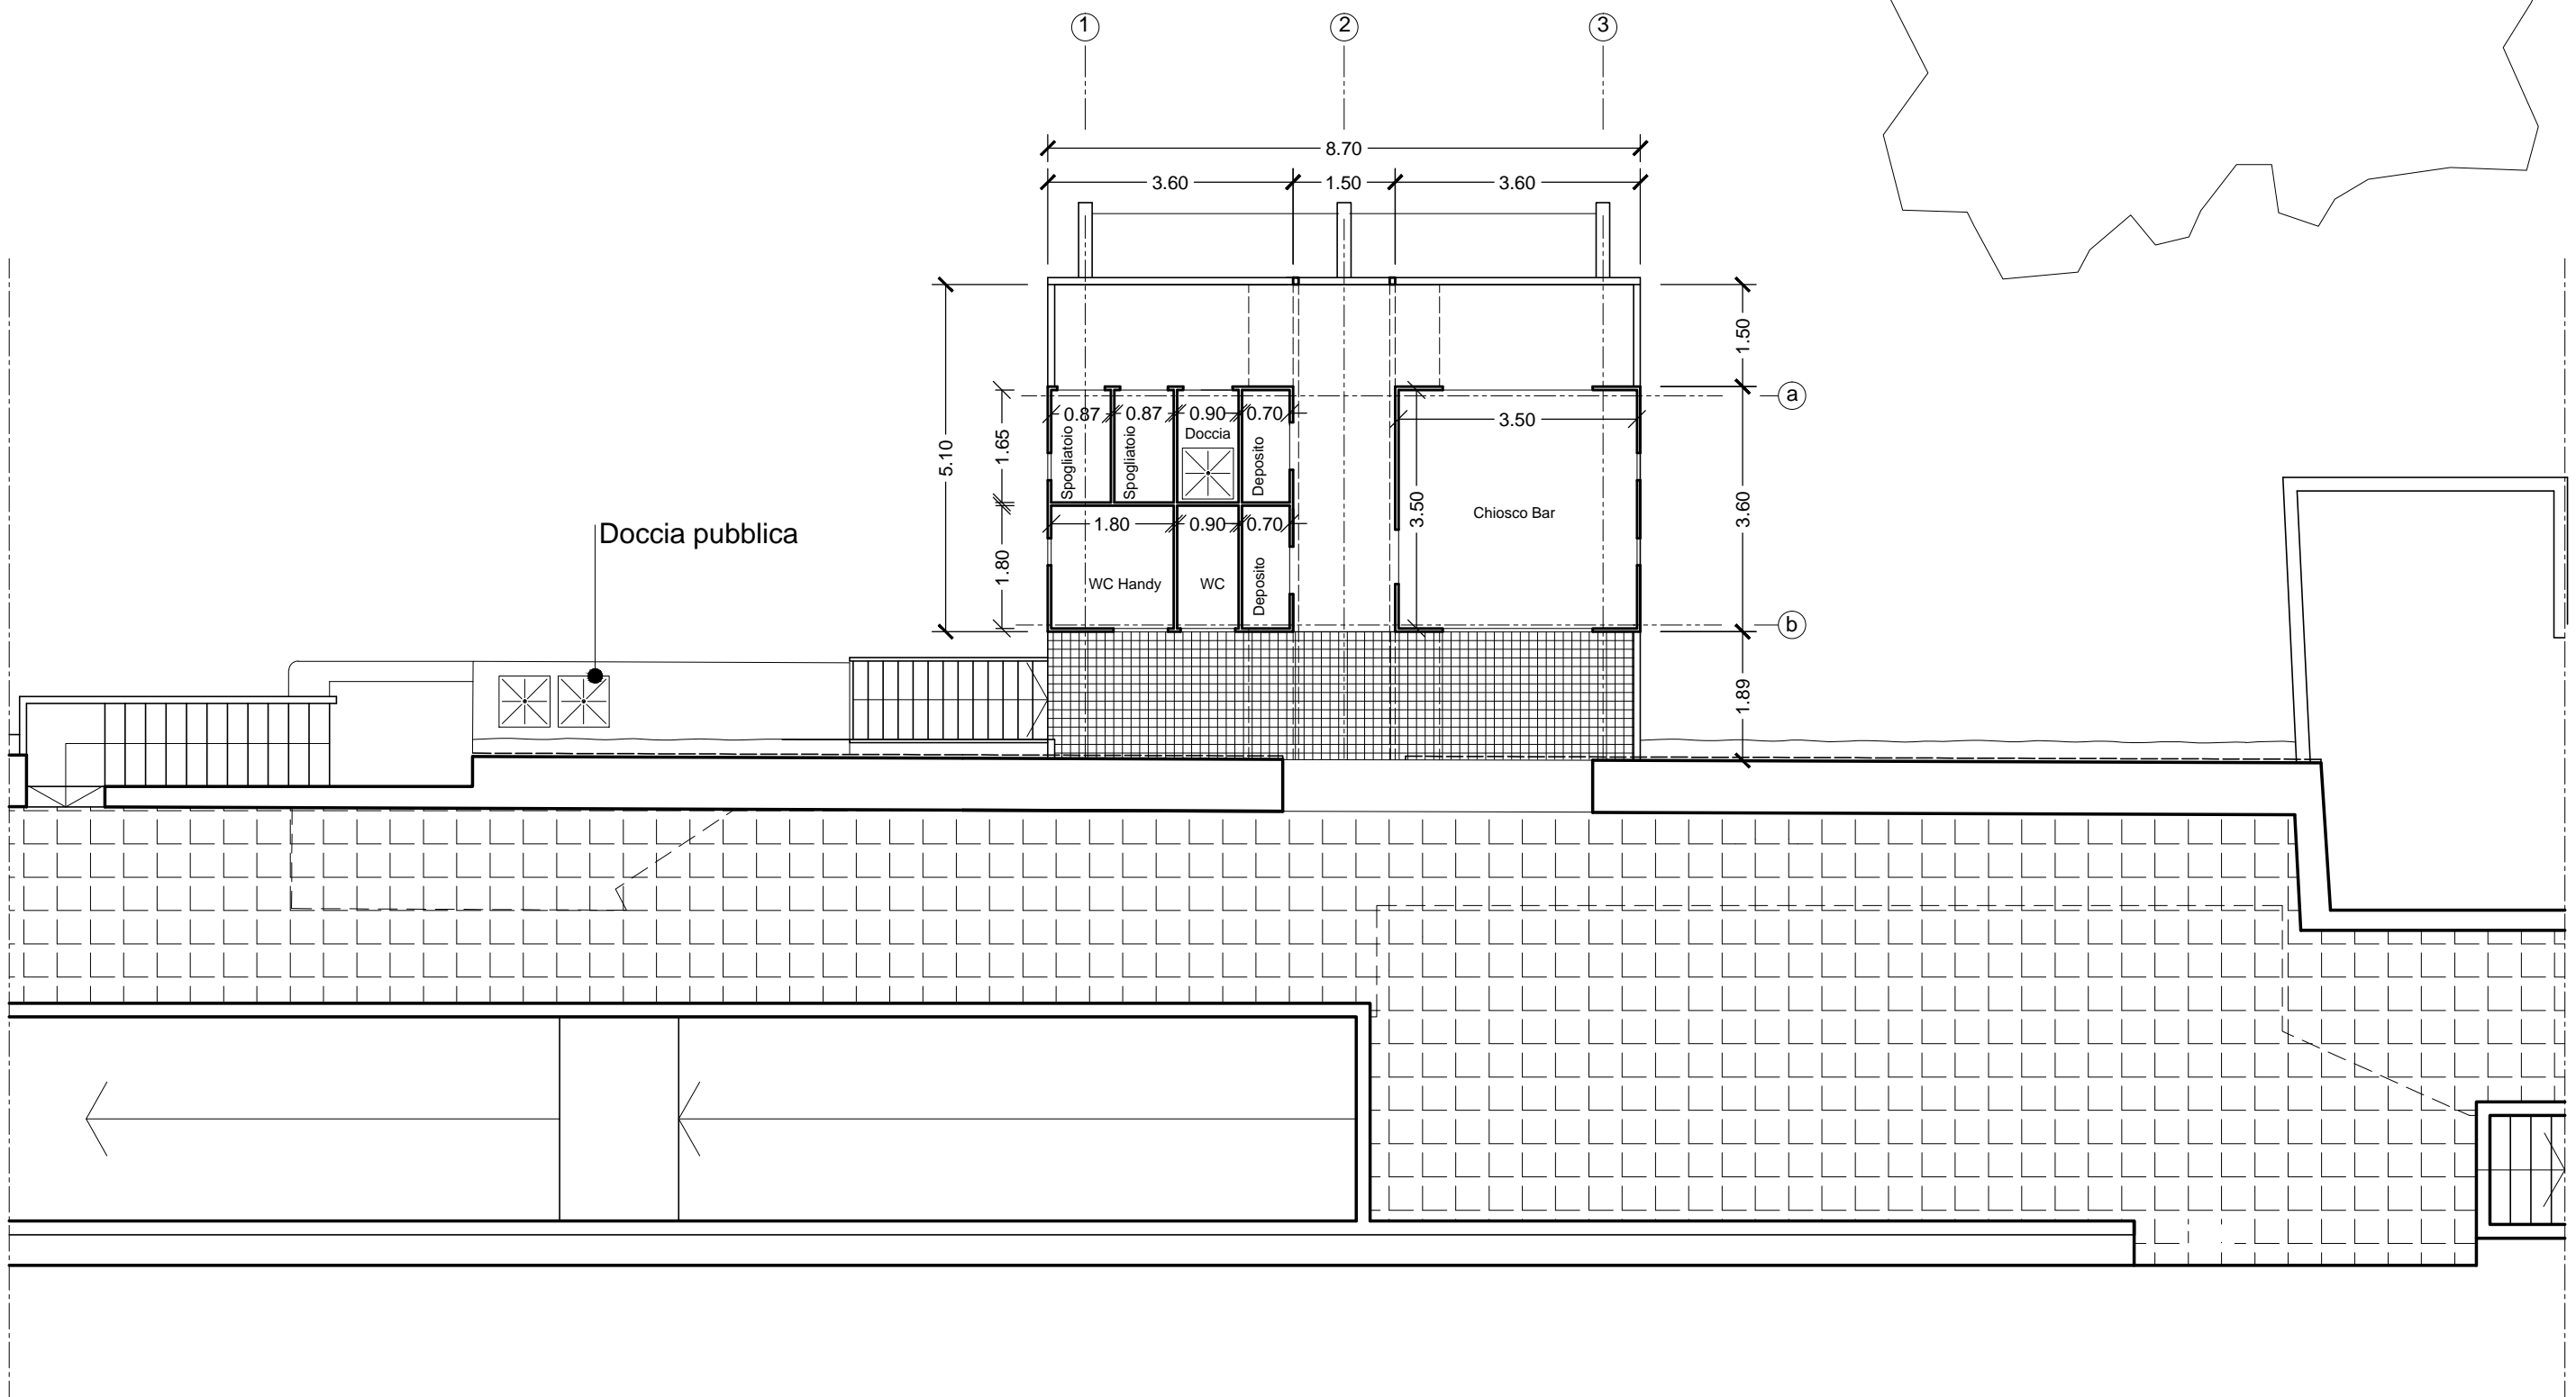 1 2 3
8.70
3.60 1.50 3.60
1.50
a
0.87 0.87 0.90 0.70
3.50
Doccia
5.10
1.65
Spogliatoio
Spogliatoio
Deposito
3.50
3.60
Chiosco Bar
1.80 0.90 0.70
Doccia pubblica
1.80
WC Handy
WC
Deposito
b
1.89